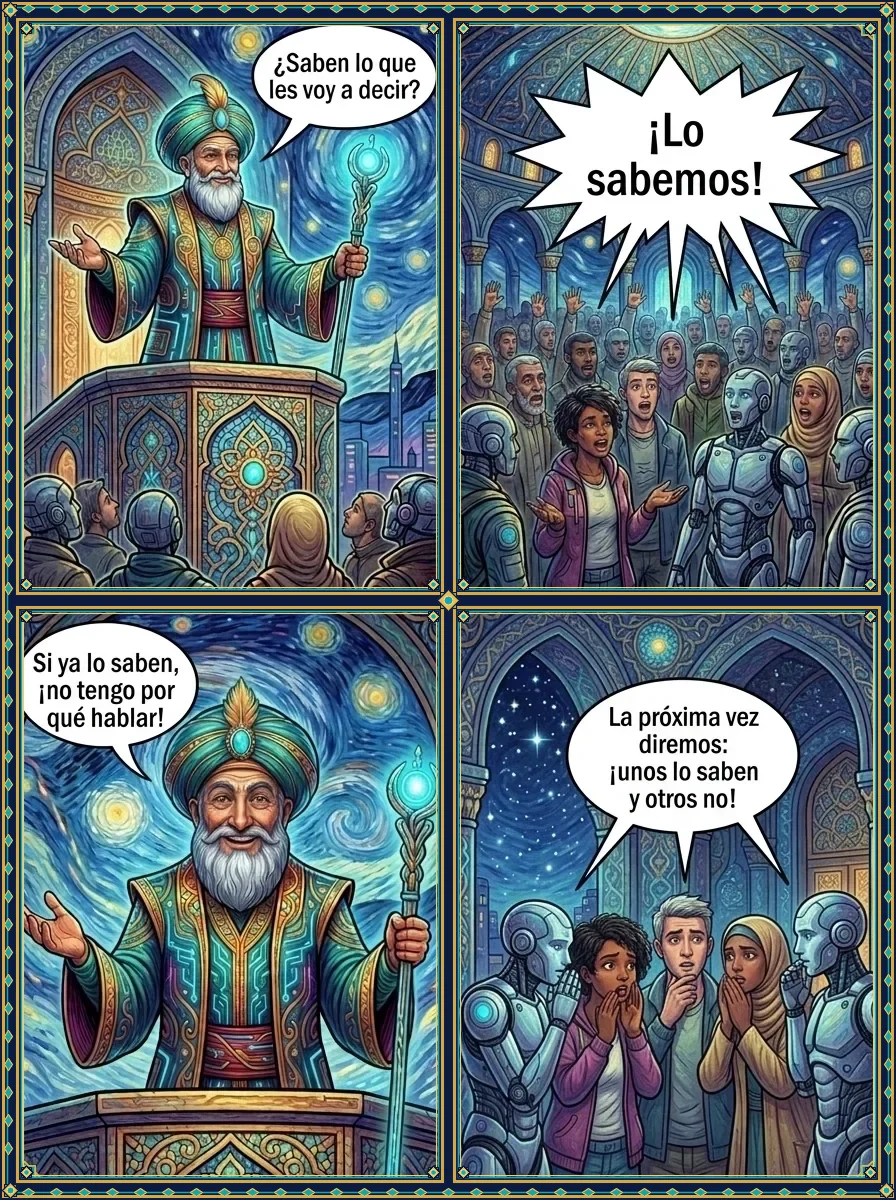 ¿Saben lo que
les voy a decir?
¡Lo
sabemos!
Si ya lo saben,
¡no tengo por
qué hablar!
La próxima vez
diremos:
¡unos lo saben
y otros no!